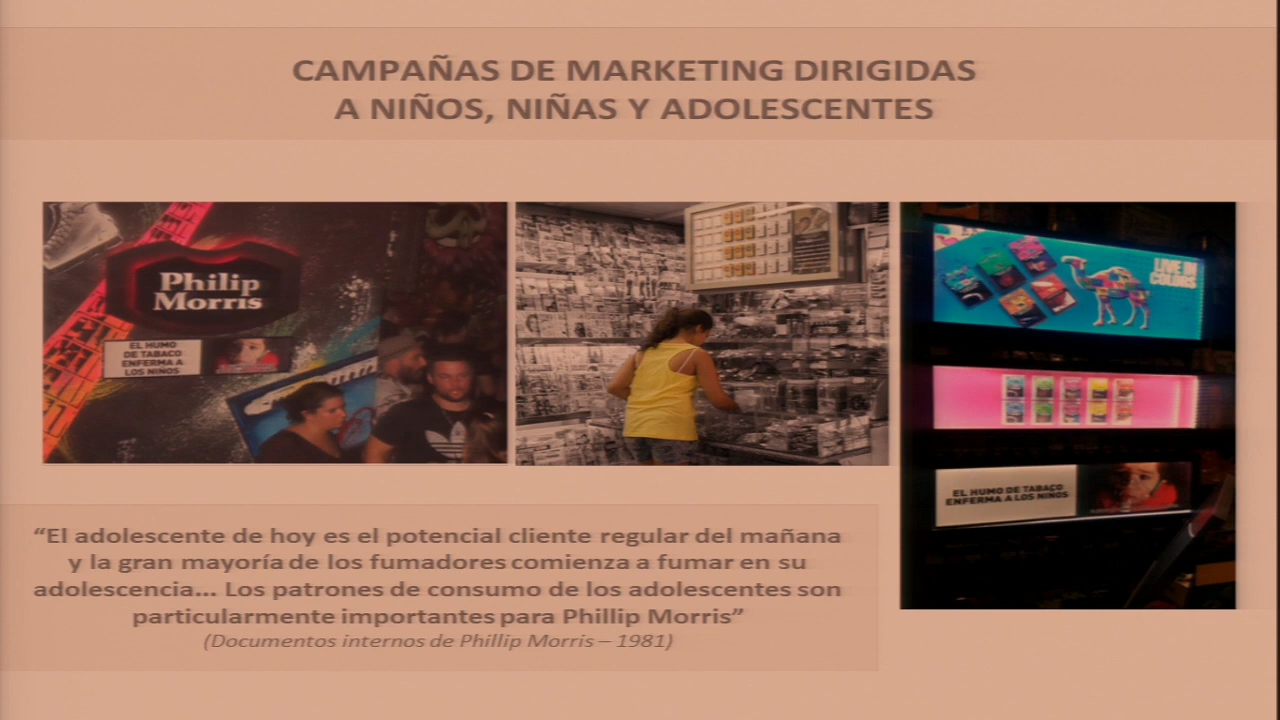 CAMPAÑAS DE MARKETING DIRIGIDAS
A NIÑOS, NIÑAS Y ADOLESCENTES
Philip
Morris
EL HUMO
DE TABACO
ENFERMA A
LOS NIÑOS
LIVE IN
COLORS
EL HUMO DE TABACO
ENFERMA A LOS NIÑOS
“El adolescente de hoy es el potencial cliente regular del mañana
y la gran mayoría de los fumadores comienza a fumar en su
adolescencia... Los patrones de consumo de los adolescentes son
particularmente importantes para Phillip Morris”
(Documentos internos de Phillip Morris – 1981)